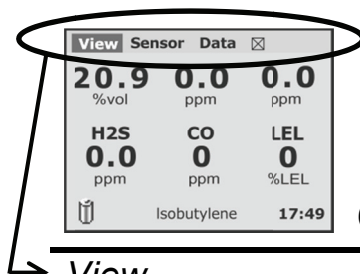 View Sensor Data ☒
20.9 0.0 0.0
%vol ppm ppm
H2S CO LEL
0.0 0 0
ppm ppm %LEL
Isobutylene 17:49
View